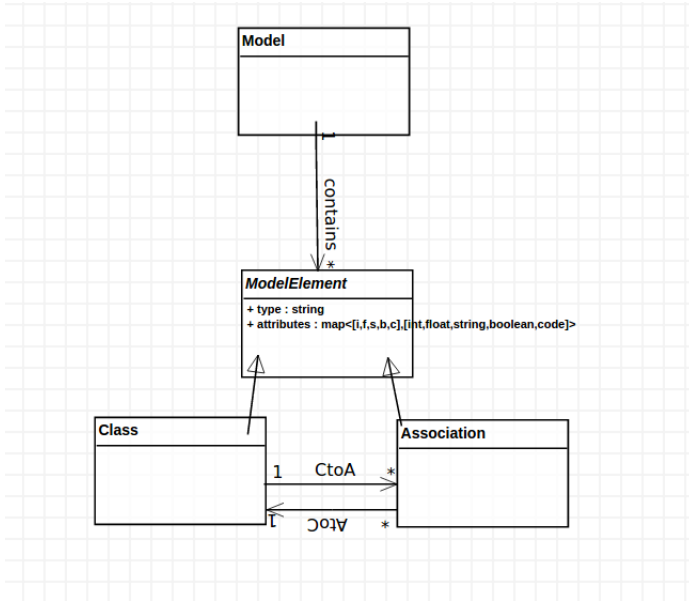 Model
1
contains
*
ModelElement
+ type : string
+ attributes : map<[i,f,s,b,c],[int,float,string,boolean,code]>
Class
Association
1 CtoA *
1 AtoC *